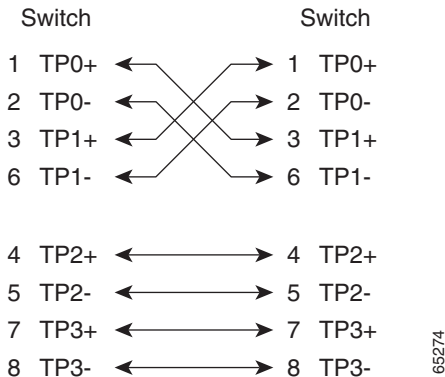 Switch Switch
1 TP0+ 1 TP0+
2 TP0- 2 TP0-
3 TP1+ 3 TP1+
6 TP1- 6 TP1-
4 TP2+ 4 TP2+
5 TP2- 5 TP2-
7 TP3+ 7 TP3+
8 TP3- 8 TP3-
65274